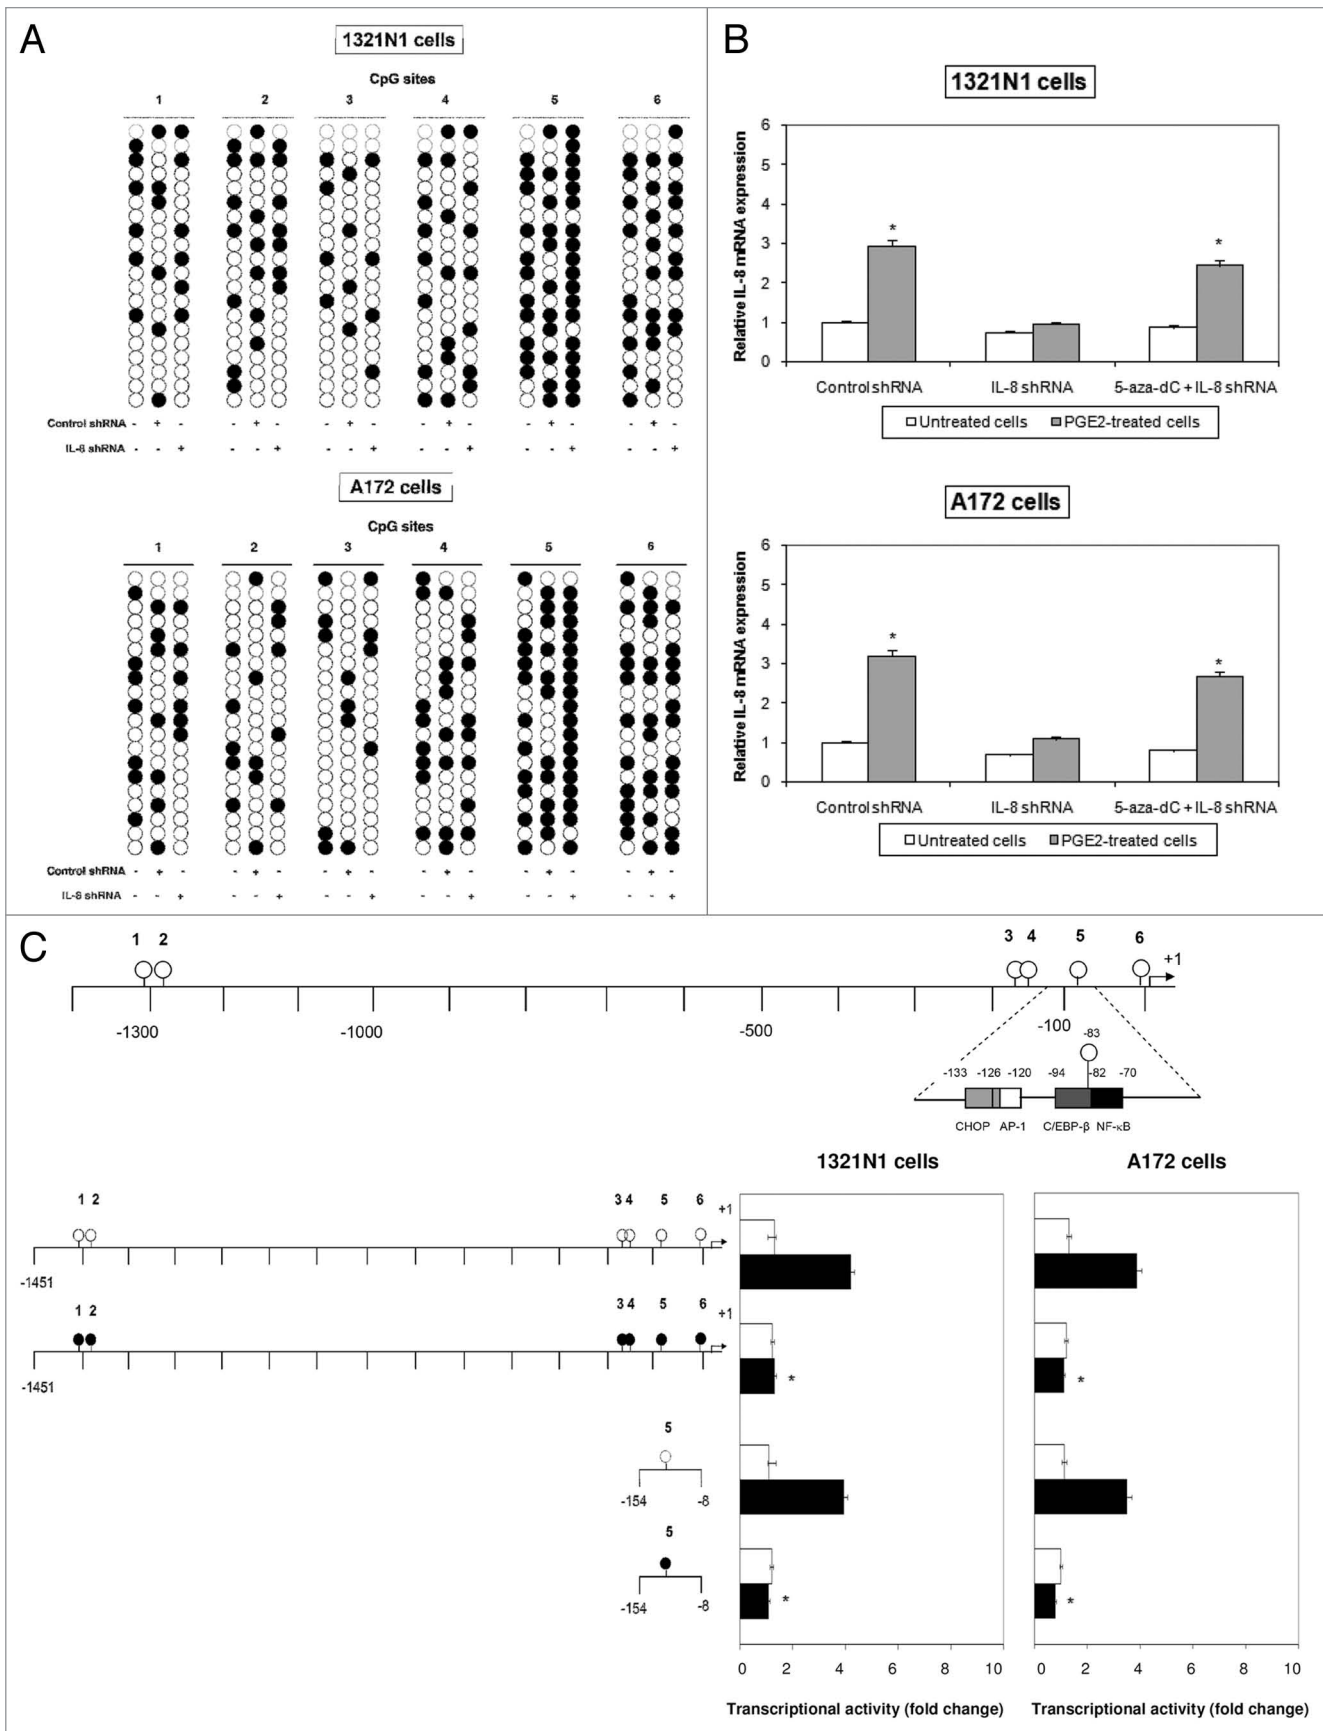 A
1321N1 cells
CpG sites
1 2 3 4 5 6
Control shRNA - + - - + - - + - - + - - + - - + -
IL-8 shRNA - - + - - + - - + - - + - - + - - +
A172 cells
CpG sites
1 2 3 4 5 6
Control shRNA - + - - + - - + - - + - - + - - + -
IL-8 shRNA - - + - - + - - + - - + - - + - - +
B
1321N1 cells
Relative IL-8 mRNA expression
6
5
4
3
2
1
0
* *
Control shRNA IL-8 shRNA 5-aza-dC + IL-8 shRNA
Untreated cells PGE2-treated cells
A172 cells
Relative IL-8 mRNA expression
6
5
4
3
2
1
0
* *
Control shRNA IL-8 shRNA 5-aza-dC + IL-8 shRNA
Untreated cells PGE2-treated cells
C
1 2 3 4 5 6
+1
-1300 -1000 -500 -100
-83
-133 -126 -120 -94 -82 -70
CHOP AP-1 C/EBP-β NF-κB
1321N1 cells A172 cells
1 2 3 4 5 6
+1
-1451
1 2 3 4 5 6
+1
-1451
* *
5
-154 -8
5
-154 -8
* *
0 2 4 6 8 10 0 2 4 6 8 10
Transcriptional activity (fold change) Transcriptional activity (fold change)